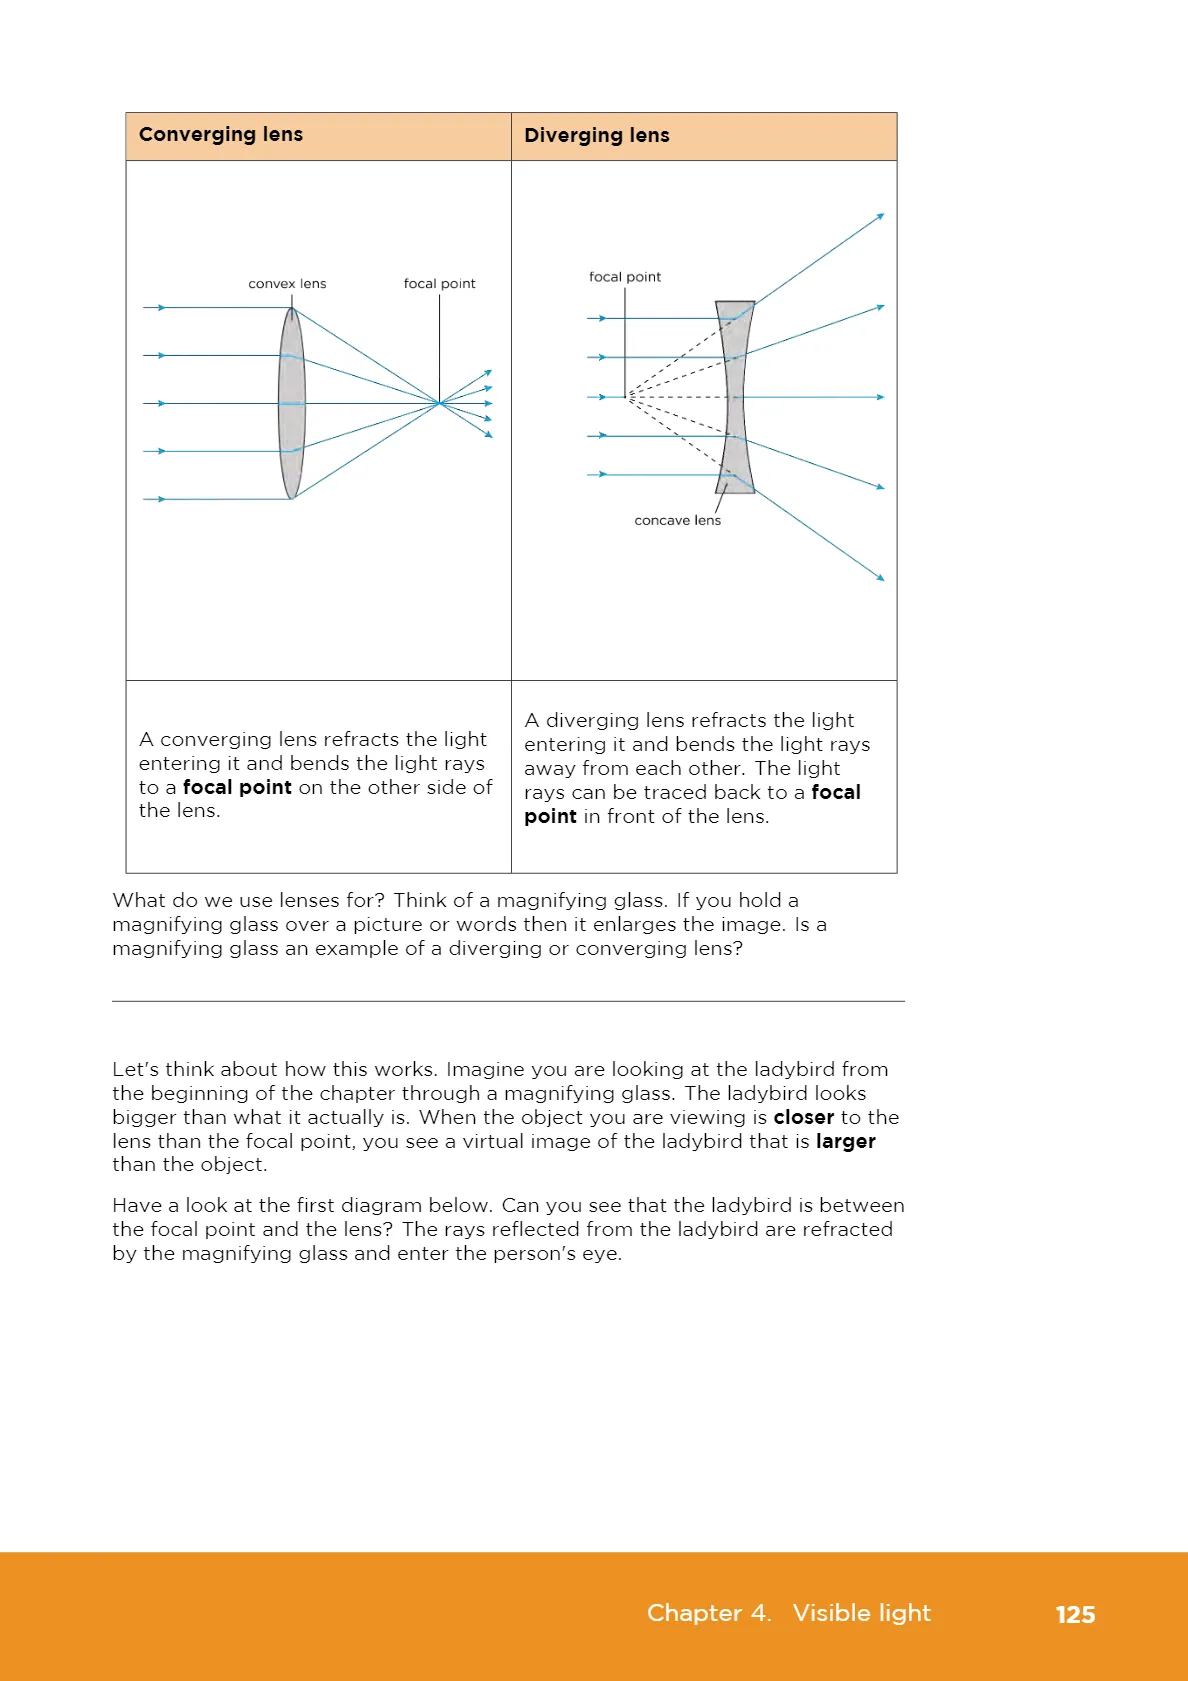 Converging lens
Diverging lens
convex lens
focal point
focal point
concave lens
A converging lens refracts the light
entering it and bends the light rays
to a focal point on the other side of
the lens.
A diverging lens refracts the light
entering it and bends the light rays
away from each other. The light
rays can be traced back to a focal
point in front of the lens.
What do we use lenses for? Think of a magnifying glass. If you hold a
magnifying glass over a picture or words then it enlarges the image. Is a
magnifying glass an example of a diverging or converging lens?
Let's think about how this works. Imagine you are looking at the ladybird from
the beginning of the chapter through a magnifying glass. The ladybird looks
bigger than what it actually is. When the object you are viewing is closer to the
lens than the focal point, you see a virtual image of the ladybird that is larger
than the object.
Have a look at the first diagram below. Can you see that the ladybird is between
the focal point and the lens? The rays reflected from the ladybird are refracted
by the magnifying glass and enter the person's eye.
Chapter 4. Visible light 125